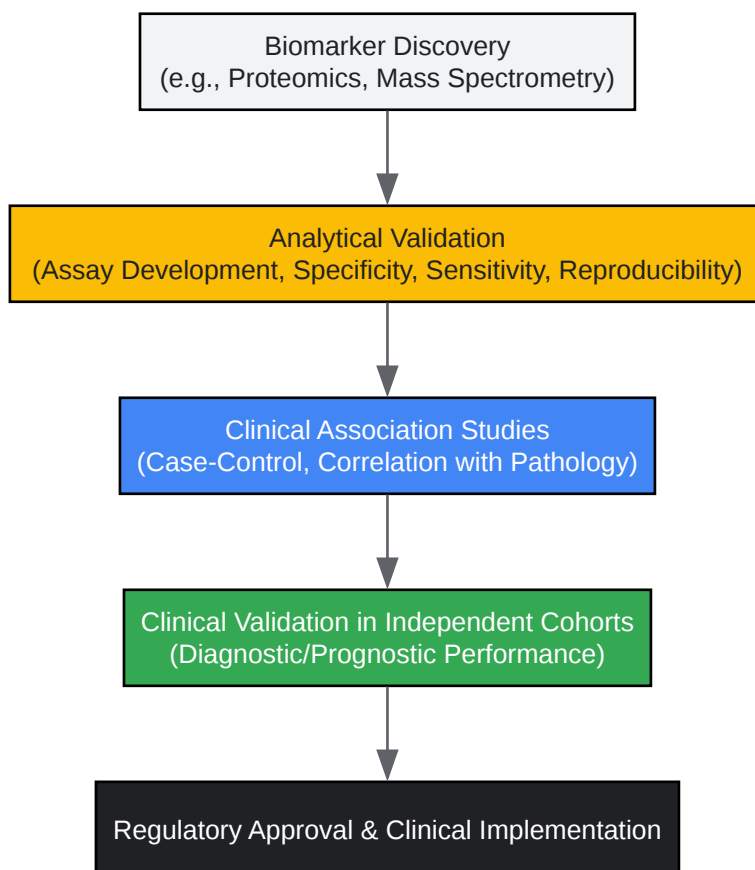 Biomarker Discovery
(e.g., Proteomics, Mass Spectrometry)
Analytical Validation
(Assay Development, Specificity, Sensitivity, Reproducibility)
Clinical Association Studies
(Case-Control, Correlation with Pathology)
Clinical Validation in Independent Cohorts
(Diagnostic/Prognostic Performance)
Regulatory Approval & Clinical Implementation